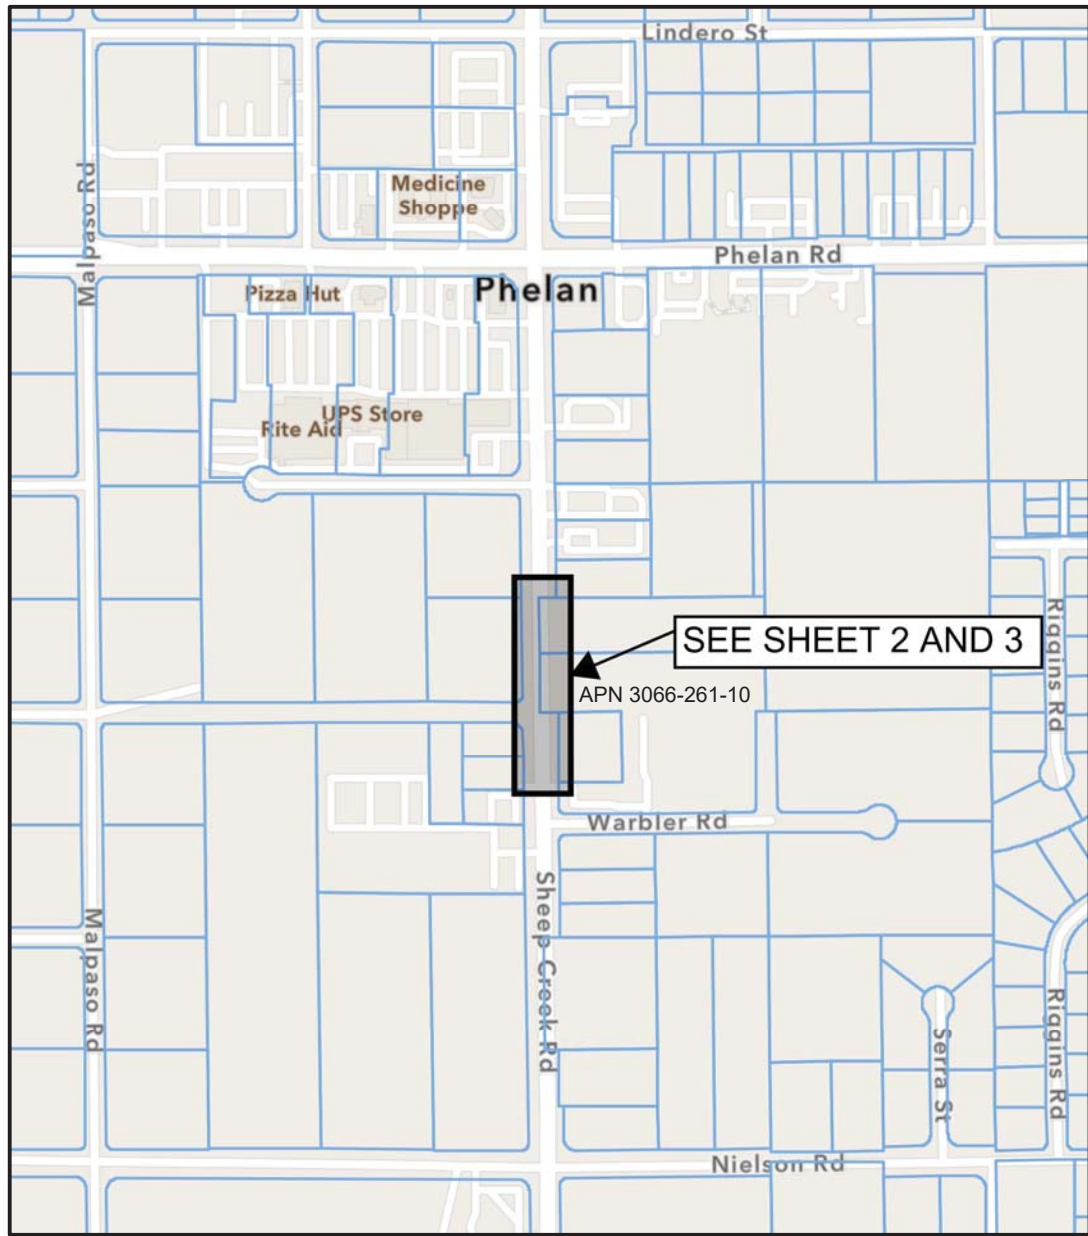 Lindero St
Malpaso Rd
Medicine
Shoppe
Phelan Rd
Pizza Hut
Phelan
UPS Store
Rite Aid
SEE SHEET 2 AND 3
APN 3066-261-10
Riggins Rd
Warbler Rd
Sheep Creek Rd
Malpaso Rd
Serra St
Riggins Rd
Nielson Rd